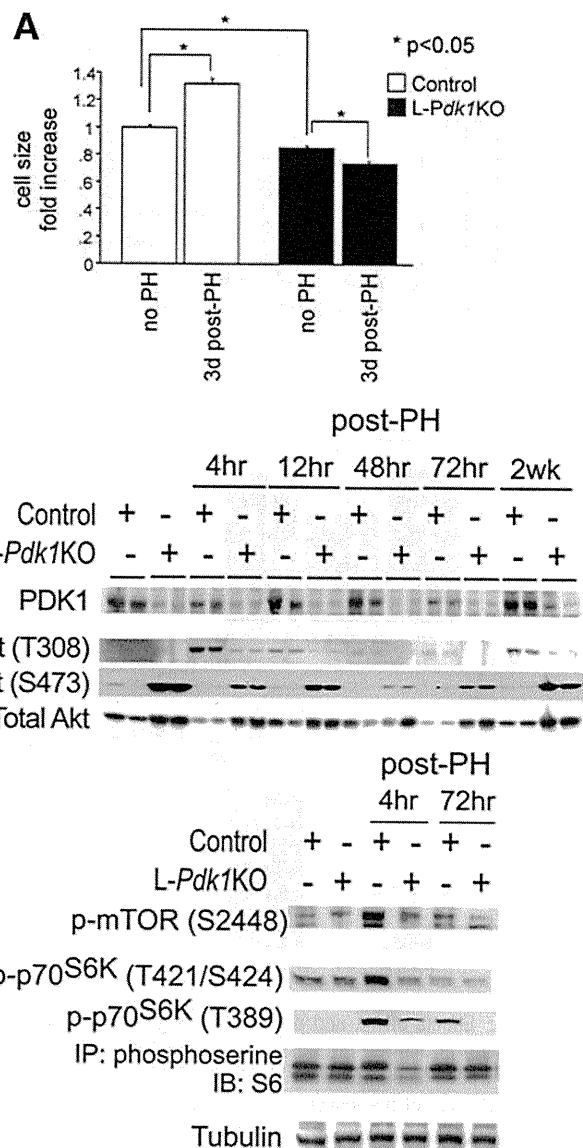 A
* p<0.05
Control
L-Pdk1KO
cell size
fold increase
1.4
1.2
1
.8
.6
.4
.2
0
*
*
*
no PH
3d post-PH
no PH
3d post-PH
post-PH
4hr 12hr 48hr 72hr 2wk
Control + - + - + - + - + - + -
-Pdk1KO - + - + - + - + - + - +
PDK1
t (T308)
t (S473)
Total Akt
post-PH
4hr 72hr
Control + - + - + -
L-Pdk1KO - + - + - +
p-mTOR (S2448)
p-p70S6K (T421/S424)
p-p70S6K (T389)
IP: phosphoserine
IB: S6
Tubulin